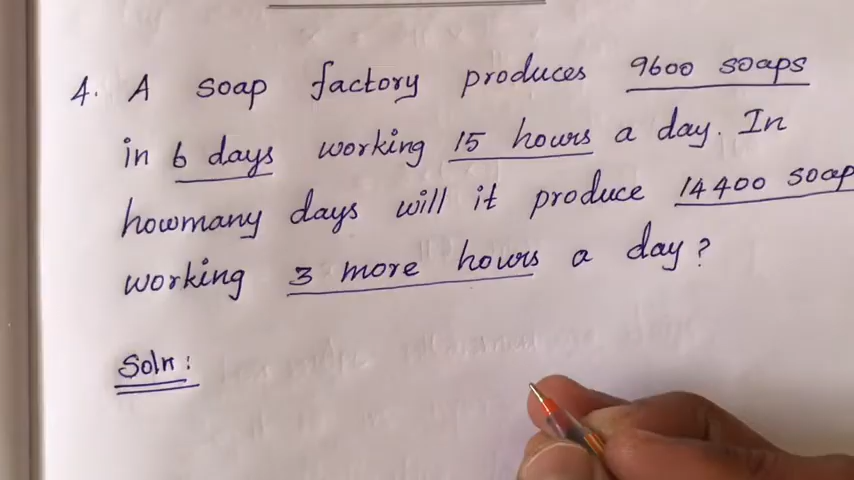 4. A soap factory produces 9600 soaps
in 6 days working 15 hours a day. In
howmany days will it produce 14400 soap
working 3 more hours a day?
Soln: